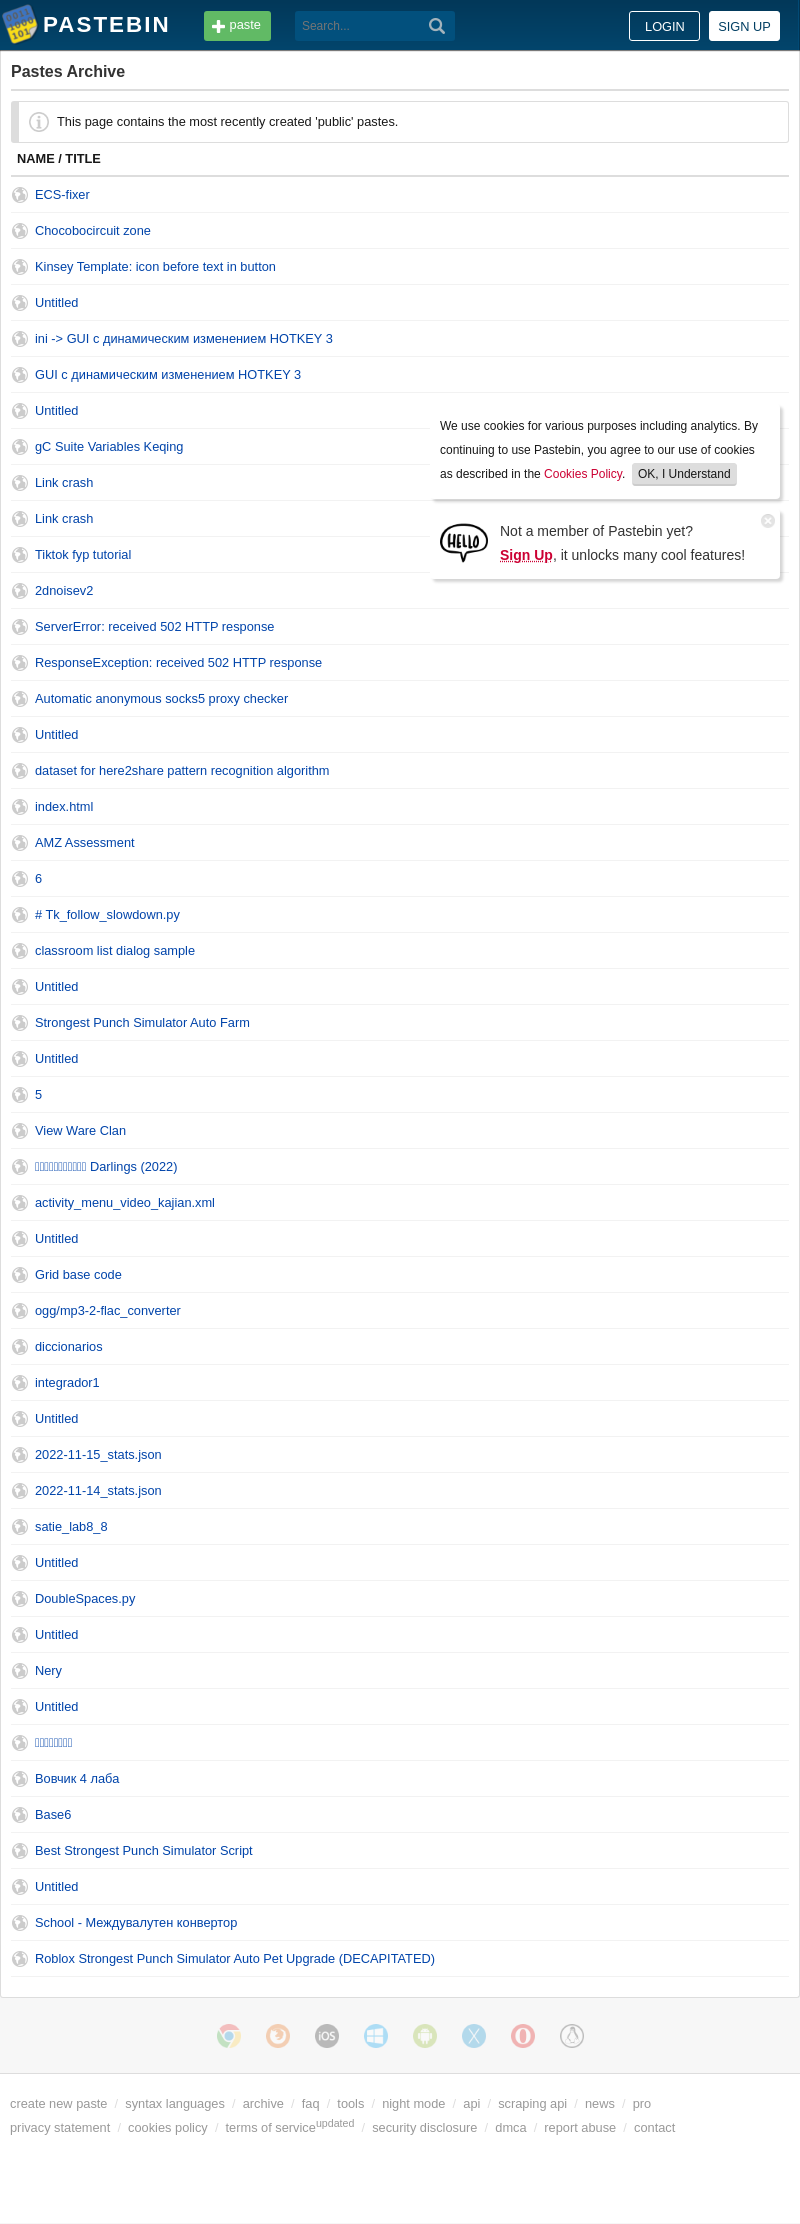 PASTEBIN
paste
Search...
LOGIN
SIGN UP
Pastes Archive
This page contains the most recently created 'public' pastes.
NAME / TITLE
ECS-fixer
Chocobocircuit zone
Kinsey Template: icon before text in button
Untitled
ini -> GUI с динамическим изменением HOTKEY 3
GUI с динамическим изменением HOTKEY 3
Untitled
gC Suite Variables Keqing
Link crash
Link crash
Tiktok fyp tutorial
We use cookies for various purposes including analytics. By
continuing to use Pastebin, you agree to our use of cookies
as described in the Cookies Policy. OK, I Understand
HELLO
Not a member of Pastebin yet?
Sign Up, it unlocks many cool features!
2dnoisev2
ServerError: received 502 HTTP response
ResponseException: received 502 HTTP response
Automatic anonymous socks5 proxy checker
Untitled
dataset for here2share pattern recognition algorithm
index.html
AMZ Assessment
6
# Tk_follow_slowdown.py
classroom list dialog sample
Untitled
Strongest Punch Simulator Auto Farm
Untitled
5
View Ware Clan
Darlings (2022)
activity_menu_video_kajian.xml
Untitled
Grid base code
ogg/mp3-2-flac_converter
diccionarios
integrador1
Untitled
2022-11-15_stats.json
2022-11-14_stats.json
satie_lab8_8
Untitled
DoubleSpaces.py
Untitled
Nery
Untitled
Вовчик 4 лаба
Base6
Best Strongest Punch Simulator Script
Untitled
School - Междувалутен конвертор
Roblox Strongest Punch Simulator Auto Pet Upgrade (DECAPITATED)
iOS
create new paste / syntax languages / archive / faq / tools / night mode / api / scraping api / news / pro
privacy statement / cookies policy / terms of service updated / security disclosure / dmca / report abuse / contact